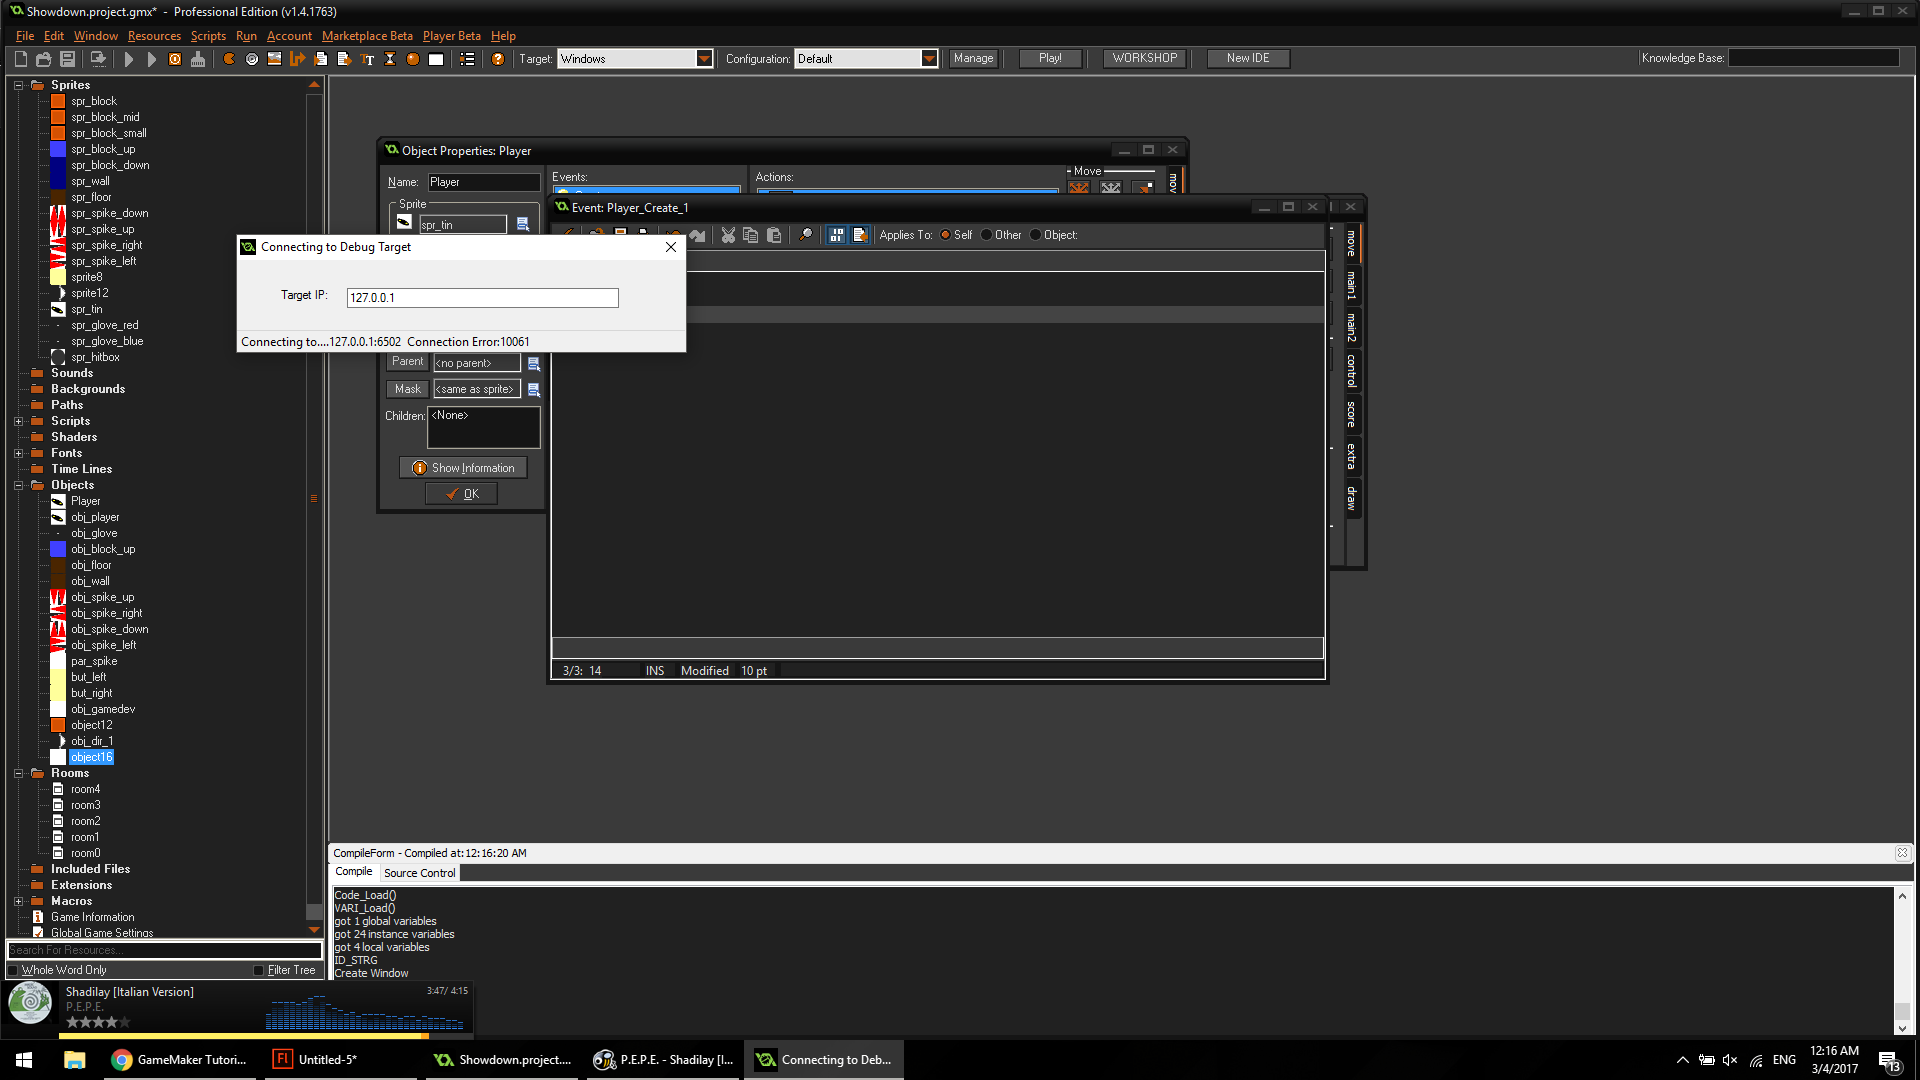 Showdown.project.gmx* - Professional Edition (v1.4.1763)
File Edit Window Resources Scripts Run Account Marketplace Beta Player Beta Help
Target: Windows Configuration: Default Manage Play! WORKSHOP New IDE Knowledge Base:
Sprites
spr_block
spr_block_mid
spr_block_small
spr_block_up
spr_block_down
spr_wall
spr_floor
spr_spike_down
spr_spike_up
spr_spike_right
spr_spike_left
sprite8
sprite12
spr_tin
spr_glove_red
spr_glove_blue
spr_hitbox
Sounds
Backgrounds
Paths
Scripts
Shaders
Fonts
Time Lines
Objects
Player
obj_player
obj_glove
obj_block_up
obj_floor
obj_wall
obj_spike_up
obj_spike_right
obj_spike_down
obj_spike_left
par_spike
but_left
but_right
obj_gamedev
object12
obj_dir_1
object16
Rooms
room4
room3
room2
room1
room0
Included Files
Extensions
Macros
Game Information
Global Game Settings
Search For Resources...
Whole Word Only Filter Tree
Object Properties: Player
Name: Player
Sprite
spr_tin
Events:
Actions:
Move
move
Parent <no parent>
Mask <same as sprite>
Children: <None>
Show Information
OK
Event: Player_Create_1
Applies To: Self Other Object:
3/3: 14 INS Modified 10 pt
move
main1
main2
control
score
extra
draw
Connecting to Debug Target
Target IP: 127.0.0.1
Connecting to....127.0.0.1:6502 Connection Error:10061
CompileForm - Compiled at:12:16:20 AM
Compile Source Control
Code_Load()
VARI_Load()
got 1 global variables
got 24 instance variables
got 4 local variables
ID_STRG
Create Window
Shadilay [Italian Version] 3:47/ 4:15
P.E.P.E.
GameMaker Tutori...
Fl Untitled-5*
Showdown.project....
P.E.P.E. - Shadilay [I...
Connecting to Deb...
ENG
12:16 AM
3/4/2017
13